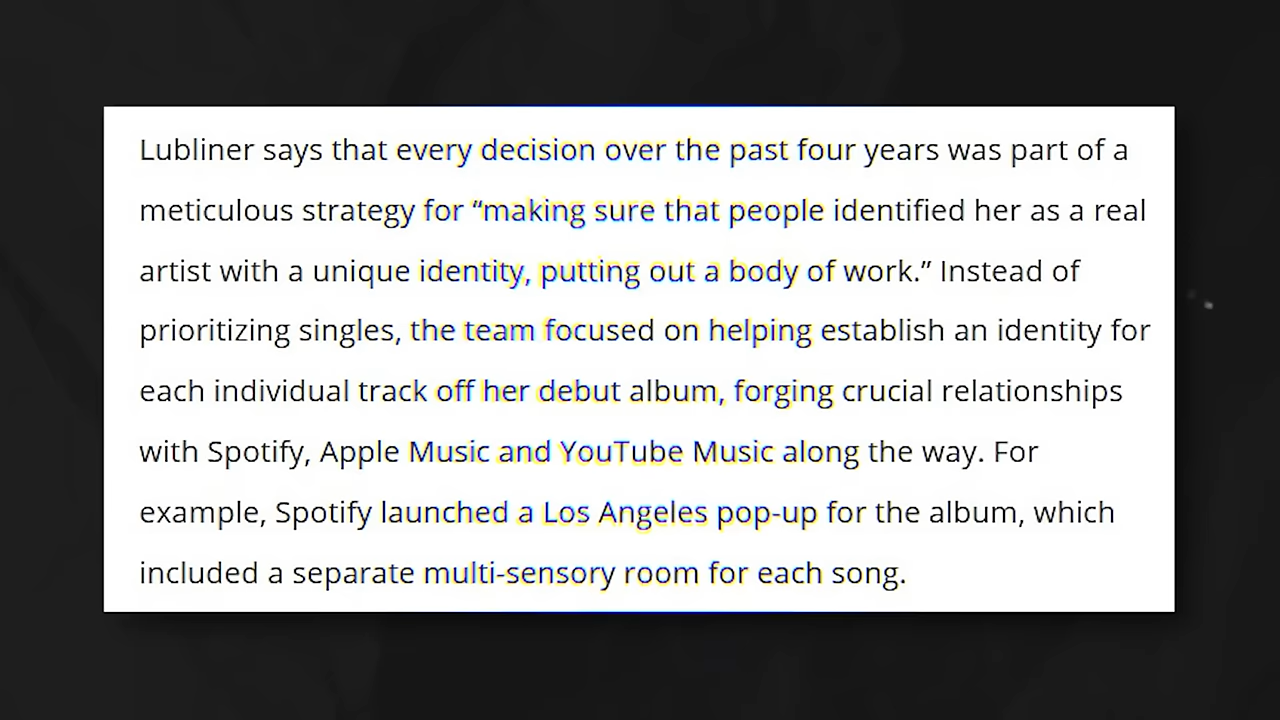 Lubliner says that every decision over the past four years was part of a
meticulous strategy for “making sure that people identified her as a real
artist with a unique identity, putting out a body of work.” Instead of
prioritizing singles, the team focused on helping establish an identity for
each individual track off her debut album, forging crucial relationships
with Spotify, Apple Music and YouTube Music along the way. For
example, Spotify launched a Los Angeles pop-up for the album, which
included a separate multi-sensory room for each song.